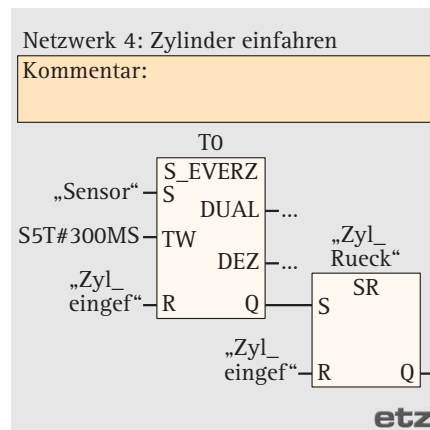 Netzwerk 4: Zylinder einfahren
Kommentar:
T0
S_EVERZ
„Sensor“ S
DUAL ...
S5T#300MS TW
DEZ ...
„Zyl_
eingef“ R Q
„Zyl_
Rueck“
SR
S
„Zyl_
eingef“ R Q
etz